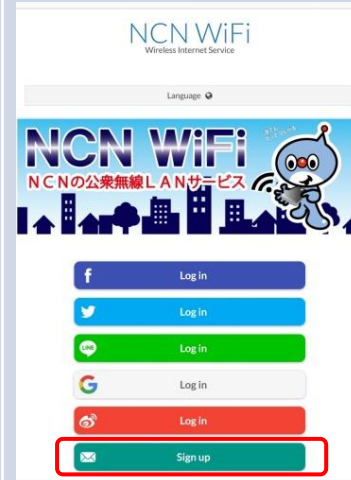 NCN WiFi
Wireless Internet Service
Language
NCN WiFi
NCNの公衆無線LANサービス
f
Log in
Log in
LINE
Log in
G
Log in
Log in
Sign up